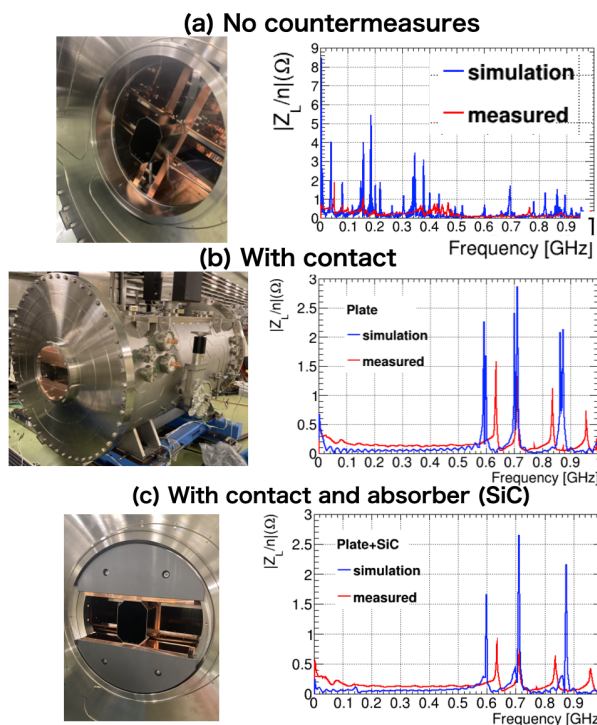 (a) No countermeasures
|Z_L/n|(Ω)
9
8
7
6
5
4
3
2
1
0
simulation
measured
0 0.1 0.2 0.3 0.4 0.5 0.6 0.7 0.8 0.9 1
Frequency [GHz]
(b) With contact
|Z_L/n|(Ω)
3
2.5
2
1.5
1
0.5
0
Plate
simulation
measured
0 0.1 0.2 0.3 0.4 0.5 0.6 0.7 0.8 0.9
Frequency [GHz]
(c) With contact and absorber (SiC)
|Z_L/n|(Ω)
3
2.5
2
1.5
1
0.5
0
Plate+SiC
simulation
measured
0 0.1 0.2 0.3 0.4 0.5 0.6 0.7 0.8 0.9
Frequency [GHz]